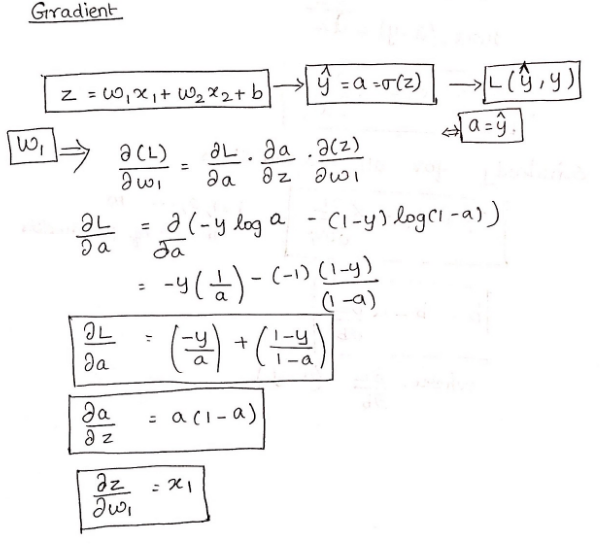 Gradient
z = ω₁x₁ + ω₂x₂ + b → ŷ = a = σ(z) → L(ŷ, y)
ω₁ ⇒ ⇔ a = ŷ.
∂(L)/∂ω₁ = ∂L/∂a · ∂a/∂z · ∂(z)/∂ω₁
∂L/∂a = ∂/∂a (-y log a - (1-y) log(1-a))
= -y(1/a) - (-1) (1-y)/(1-a)
∂L/∂a = (-y/a) + (1-y/1-a)
∂a/∂z = a(1-a)
∂z/∂ω₁ = x₁